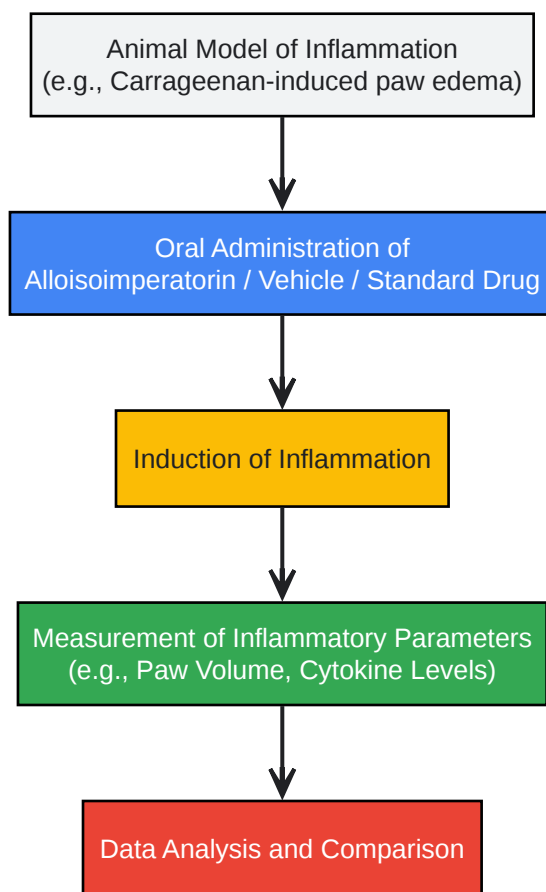 Animal Model of Inflammation
(e.g., Carrageenan-induced paw edema)
Oral Administration of
Alloisoimperatorin / Vehicle / Standard Drug
Induction of Inflammation
Measurement of Inflammatory Parameters
(e.g., Paw Volume, Cytokine Levels)
Data Analysis and Comparison